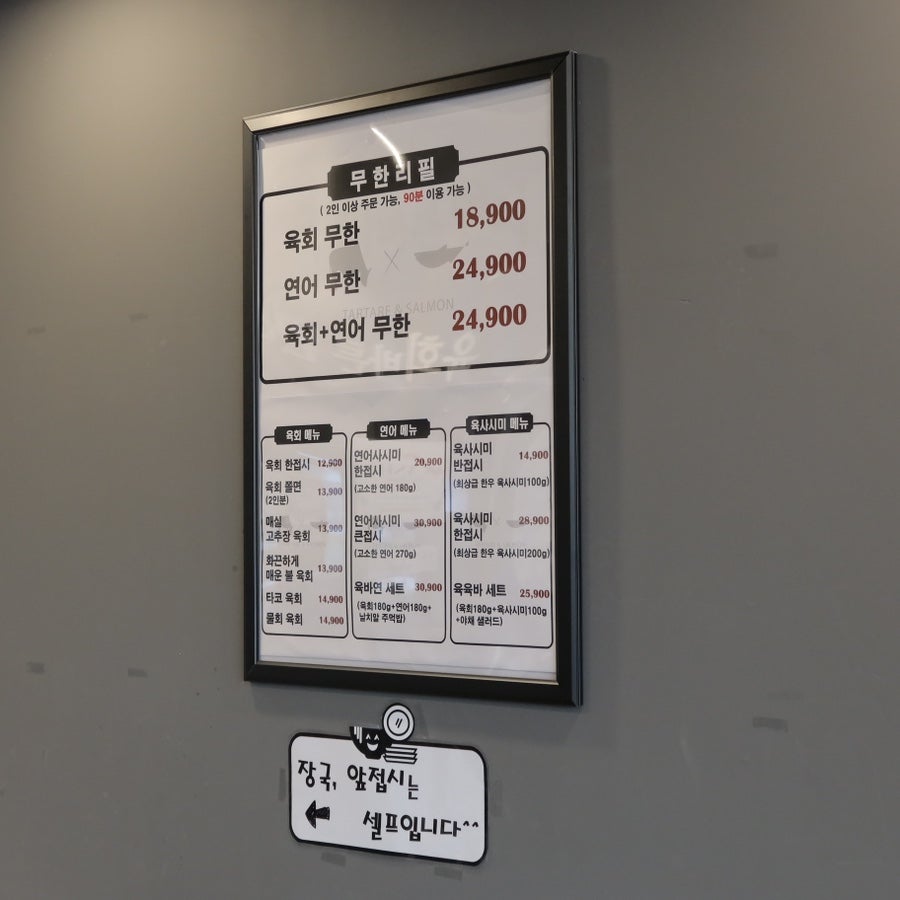 무한리필
( 2인 이상 주문 가능, 90분 이용 가능 )
육회 무한 18,900
연어 무한 24,900
TARTARE & SALMON
육회+연어 무한 24,900
육회바른
육회 메뉴
육회 한접시 12,900
육회 쫄면 13,900
(2인분)
매실
고추장 육회 13,900
화끈하게
매운 불 육회 13,900
타코 육회 14,900
물회 육회 14,900
연어 메뉴
연어사시미 20,900
한접시
(고소한 연어 180g)
연어사시미 30,900
큰접시
(고소한 연어 270g)
육바연 세트 30,900
(육회180g+연어180g+
날치알 주먹밥)
육사시미 메뉴
육사시미 14,900
반접시
(최상급 한우 육사시미100g)
육사시미 28,900
한접시
(최상급 한우 육사시미200g)
육육바 세트 25,900
(육회180g+육사시미100g
+야채 샐러드)
장국, 앞접시는
셀프입니다^^